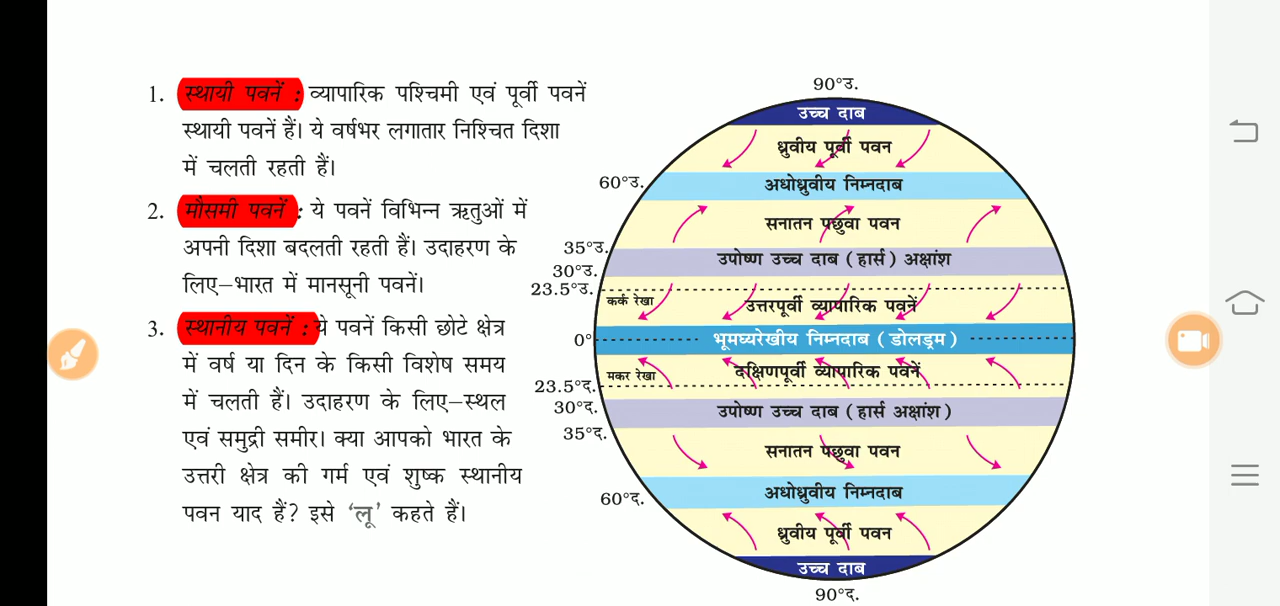 1. स्थायी पवनें : व्यापारिक पश्चिमी एवं पूर्वी पवनें
स्थायी पवनें हैं। ये वर्षभर लगातार निश्चित दिशा
में चलती रहती हैं।
2. मौसमी पवनें : ये पवनें विभिन्न ऋतुओं में
अपनी दिशा बदलती रहती हैं। उदाहरण के
लिए–भारत में मानसूनी पवनें।
3. स्थानीय पवनें : ये पवनें किसी छोटे क्षेत्र
में वर्ष या दिन के किसी विशेष समय
में चलती हैं। उदाहरण के लिए–स्थल
एवं समुद्री समीर। क्या आपको भारत के
उत्तरी क्षेत्र की गर्म एवं शुष्क स्थानीय
पवन याद हैं? इसे ‘लू’ कहते हैं।
90°उ.
उच्च दाब
ध्रुवीय पूर्वी पवन
60°उ.
अधोध्रुवीय निम्नदाब
सनातन पछुवा पवन
35°उ.
उपोष्ण उच्च दाब (हार्स) अक्षांश
30°उ.
23.5°उ.
कर्क रेखा
उत्तरपूर्वी व्यापारिक पवनें
0°
भूमध्यरेखीय निम्नदाब (डोलड्रम)
मकर रेखा
दक्षिणपूर्वी व्यापारिक पवनें
23.5°द.
30°द.
उपोष्ण उच्च दाब (हार्स अक्षांश)
35°द.
सनातन पछुवा पवन
60°द.
अधोध्रुवीय निम्नदाब
ध्रुवीय पूर्वी पवन
उच्च दाब
90°द.